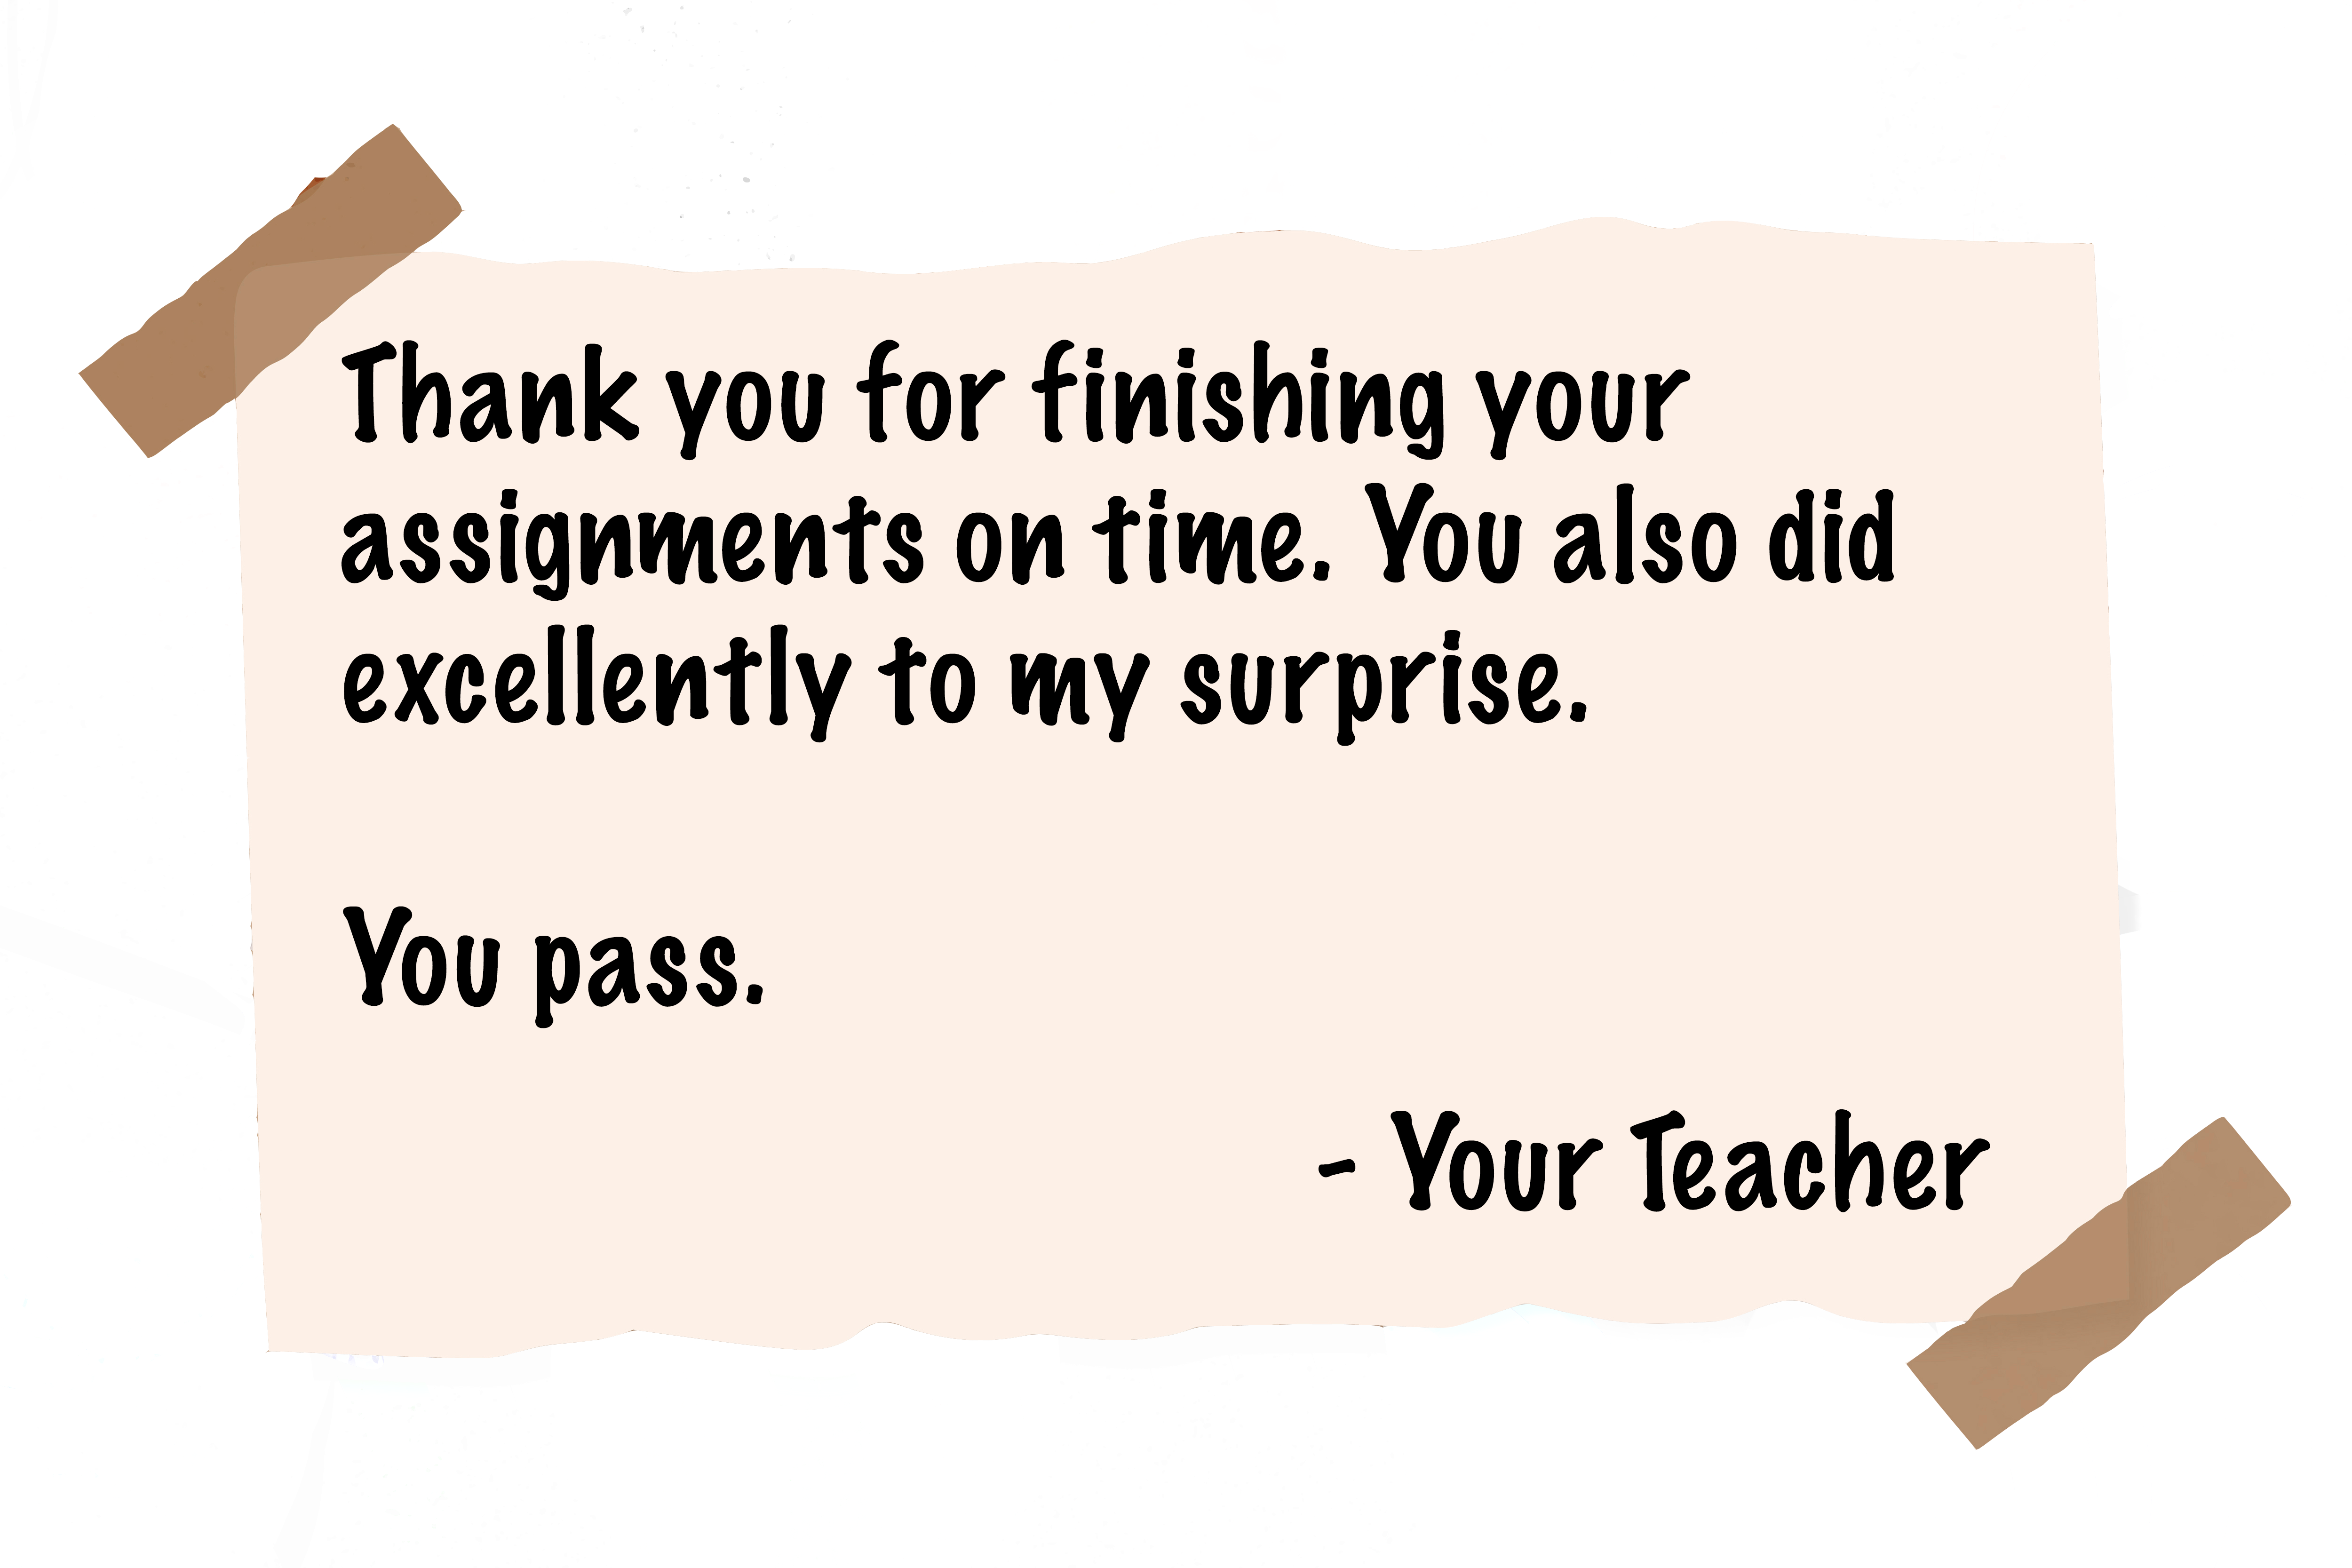 Thank you for finishing your
assignments on time. You also did
excellently to my surprise.
You pass.
- Your Teacher